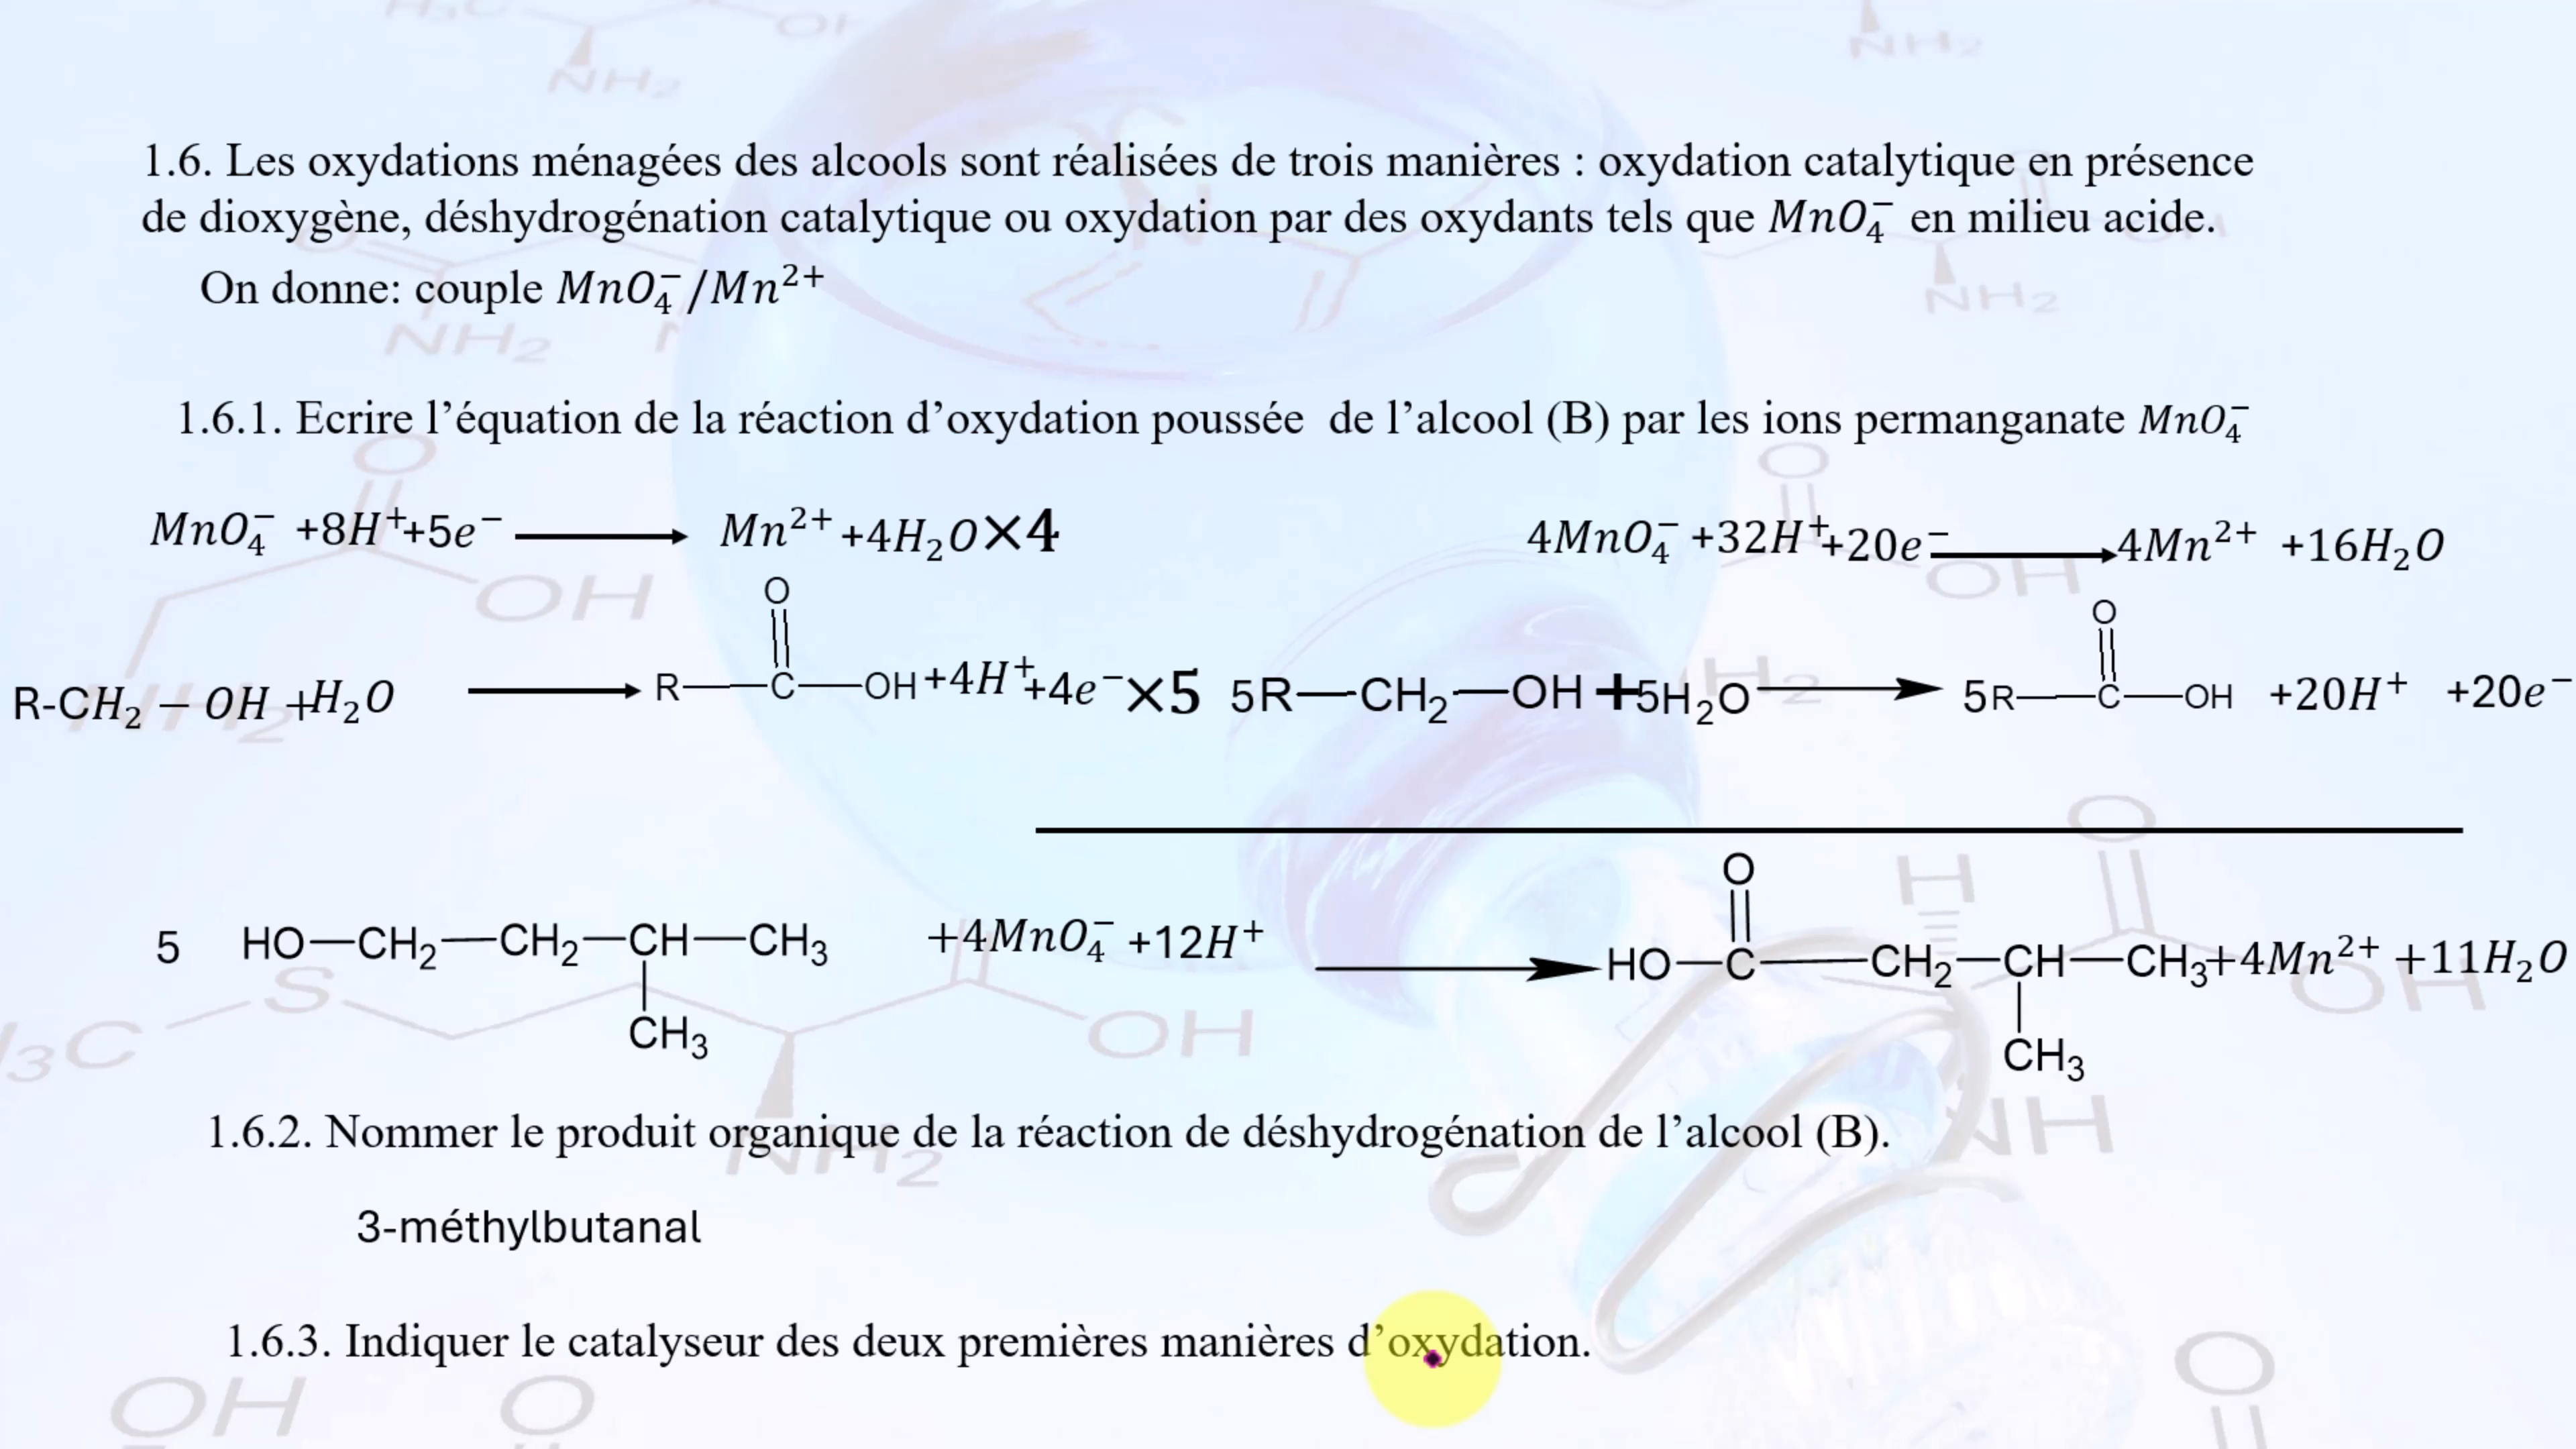 1.6. Les oxydations ménagées des alcools sont réalisées de trois manières : oxydation catalytique en présence
de dioxygène, déshydrogénation catalytique ou oxydation par des oxydants tels que MnO₄⁻ en milieu acide.
On donne: couple MnO₄⁻/Mn²⁺
1.6.1. Ecrire l’équation de la réaction d’oxydation poussée de l’alcool (B) par les ions permanganate MnO₄⁻
MnO₄⁻ +8H⁺+5e⁻ ⟶ Mn²⁺ +4H₂O×4
4MnO₄⁻ +32H⁺+20e⁻ ⟶ 4Mn²⁺ +16H₂O
O
O
R-CH₂ – OH +H₂O ⟶ R—C—OH +4H⁺+4e⁻×5
5R—CH₂—OH +5H₂O ⟶ 5R—C—OH +20H⁺ +20e⁻
O
5 HO—CH₂—CH₂—CH—CH₃ +4MnO₄⁻ +12H⁺ ⟶ HO—C—CH₂—CH—CH₃+4Mn²⁺ +11H₂O
CH₃
CH₃
1.6.2. Nommer le produit organique de la réaction de déshydrogénation de l’alcool (B).
3-méthylbutanal
1.6.3. Indiquer le catalyseur des deux premières manières d’oxydation.